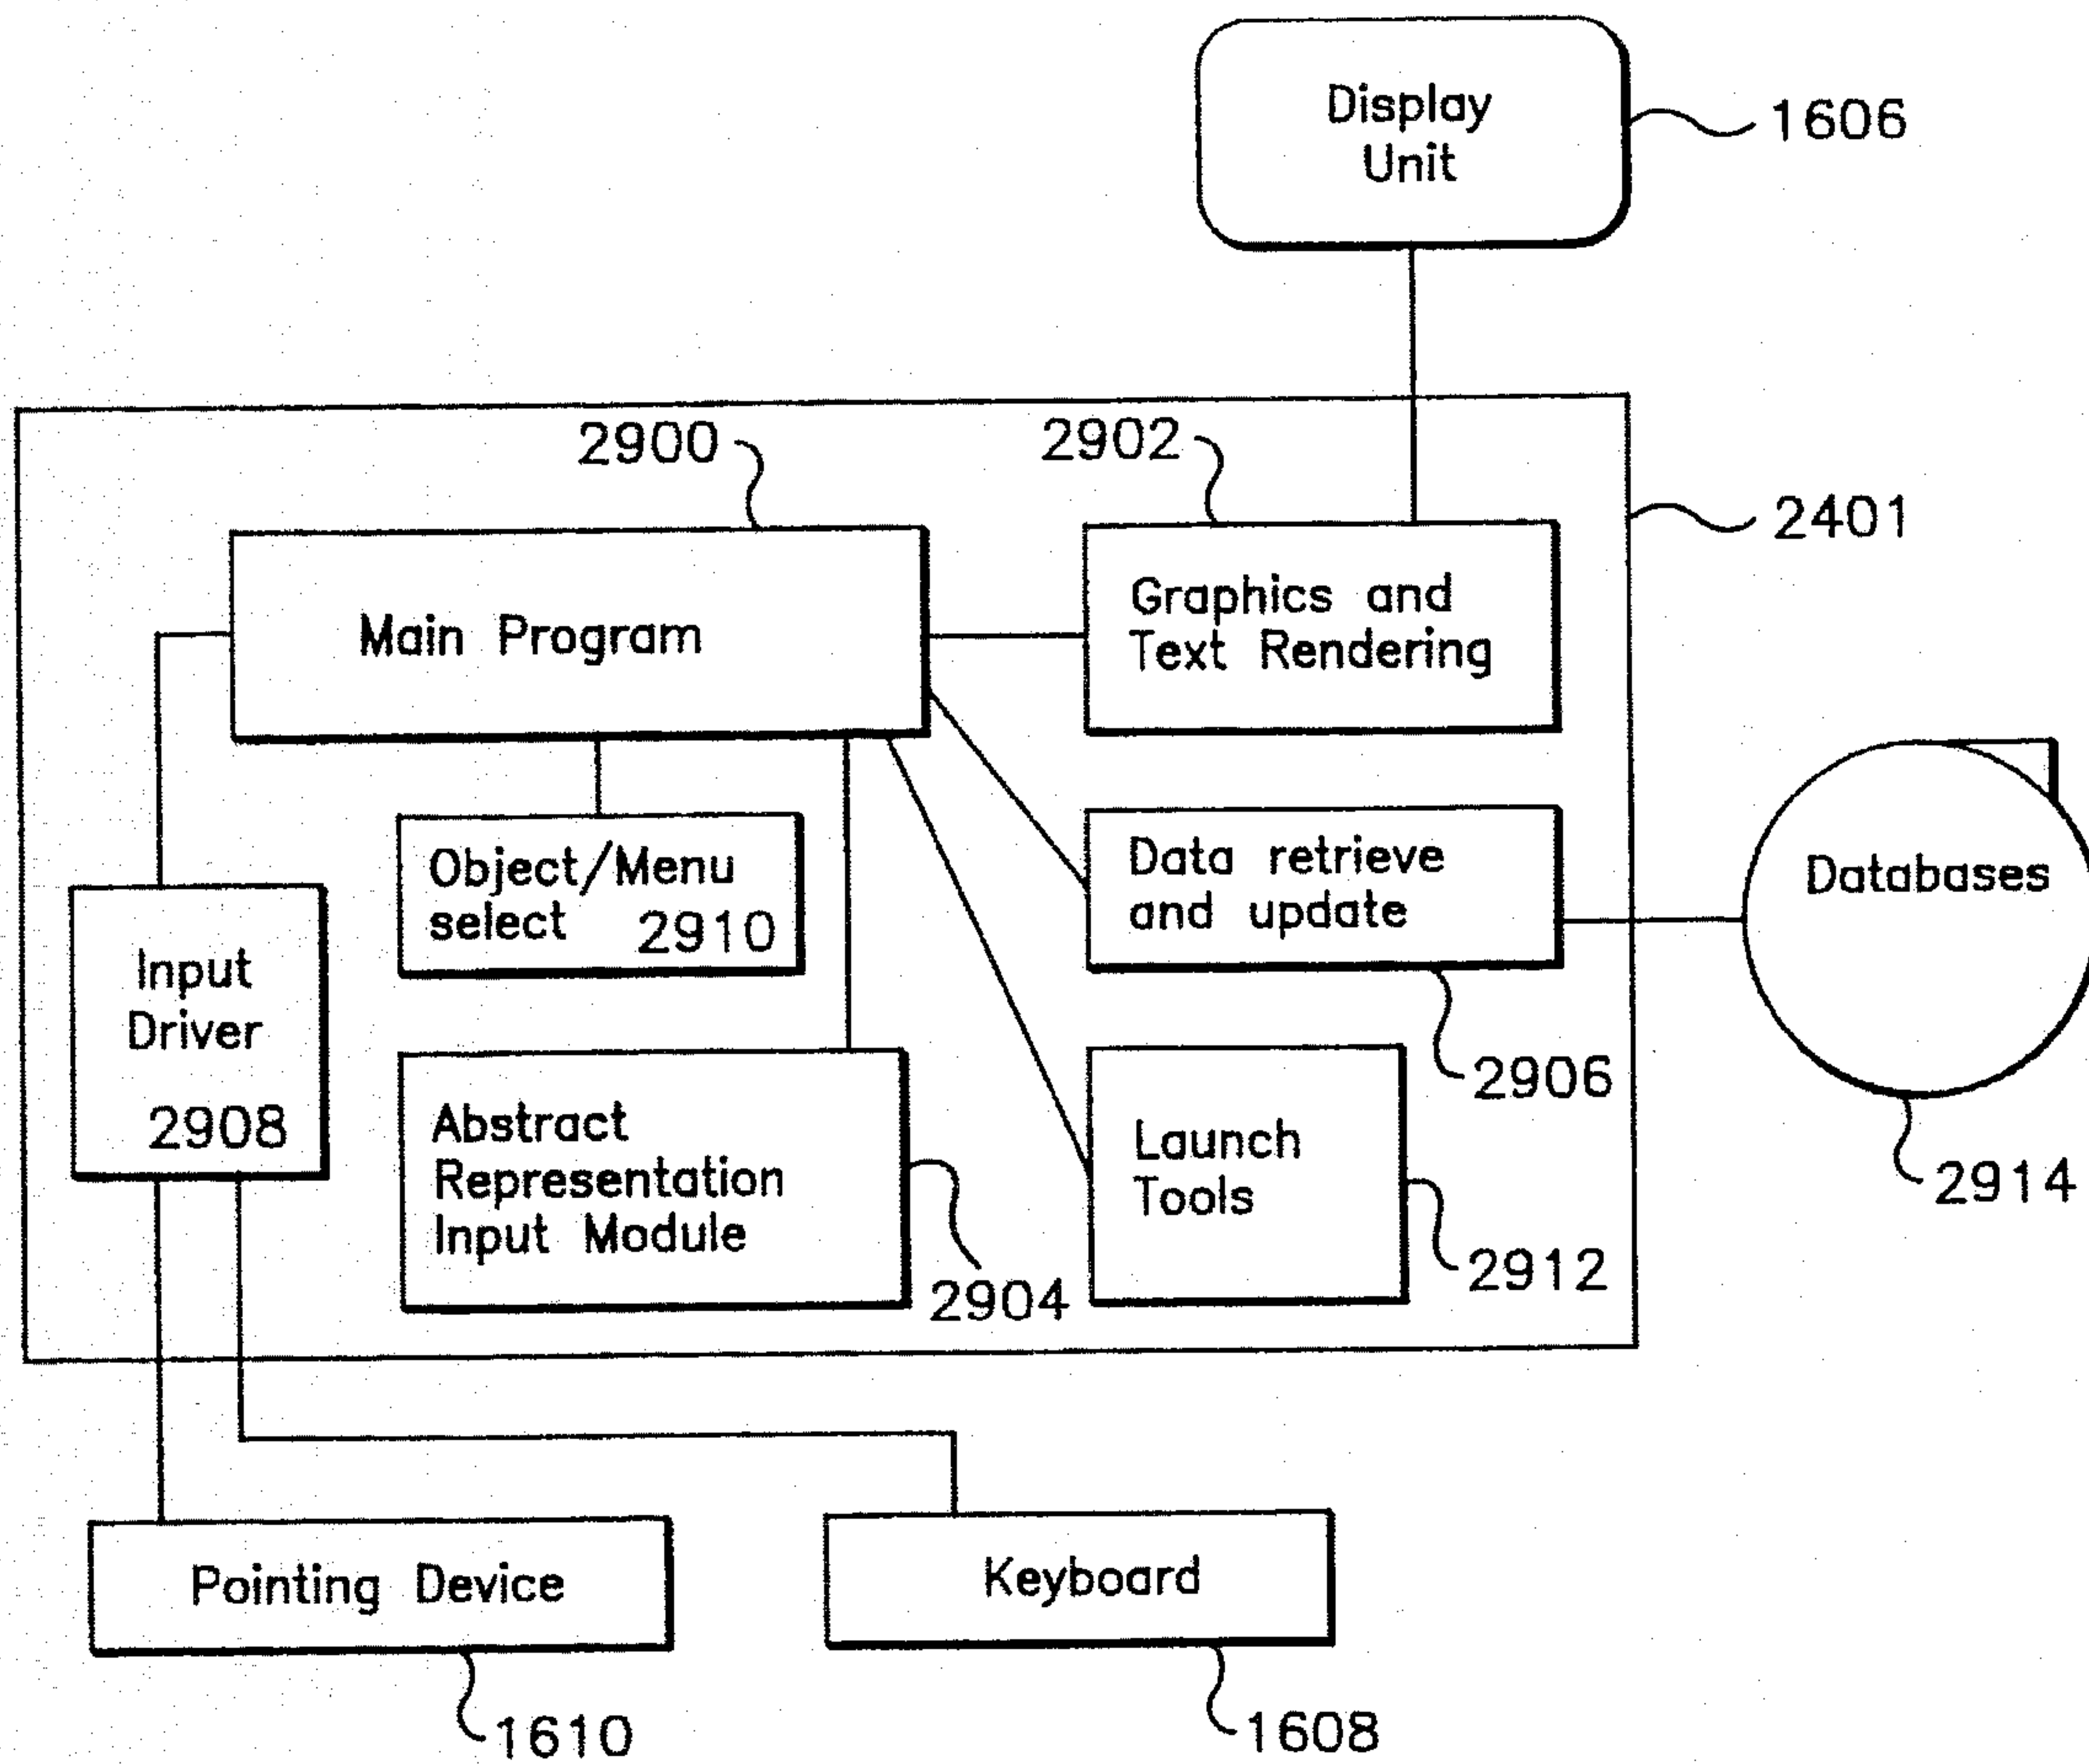 Display
Unit
1606
2900
2902
2401
Main Program
Graphics and
Text Rendering
Object/Menu
select 2910
Data retrieve
and update
Databases
Input
Driver
2908
2906
Abstract
Representation
Input Module
2904
Launch
Tools
2912
2914
Pointing Device
Keyboard
1610
1608